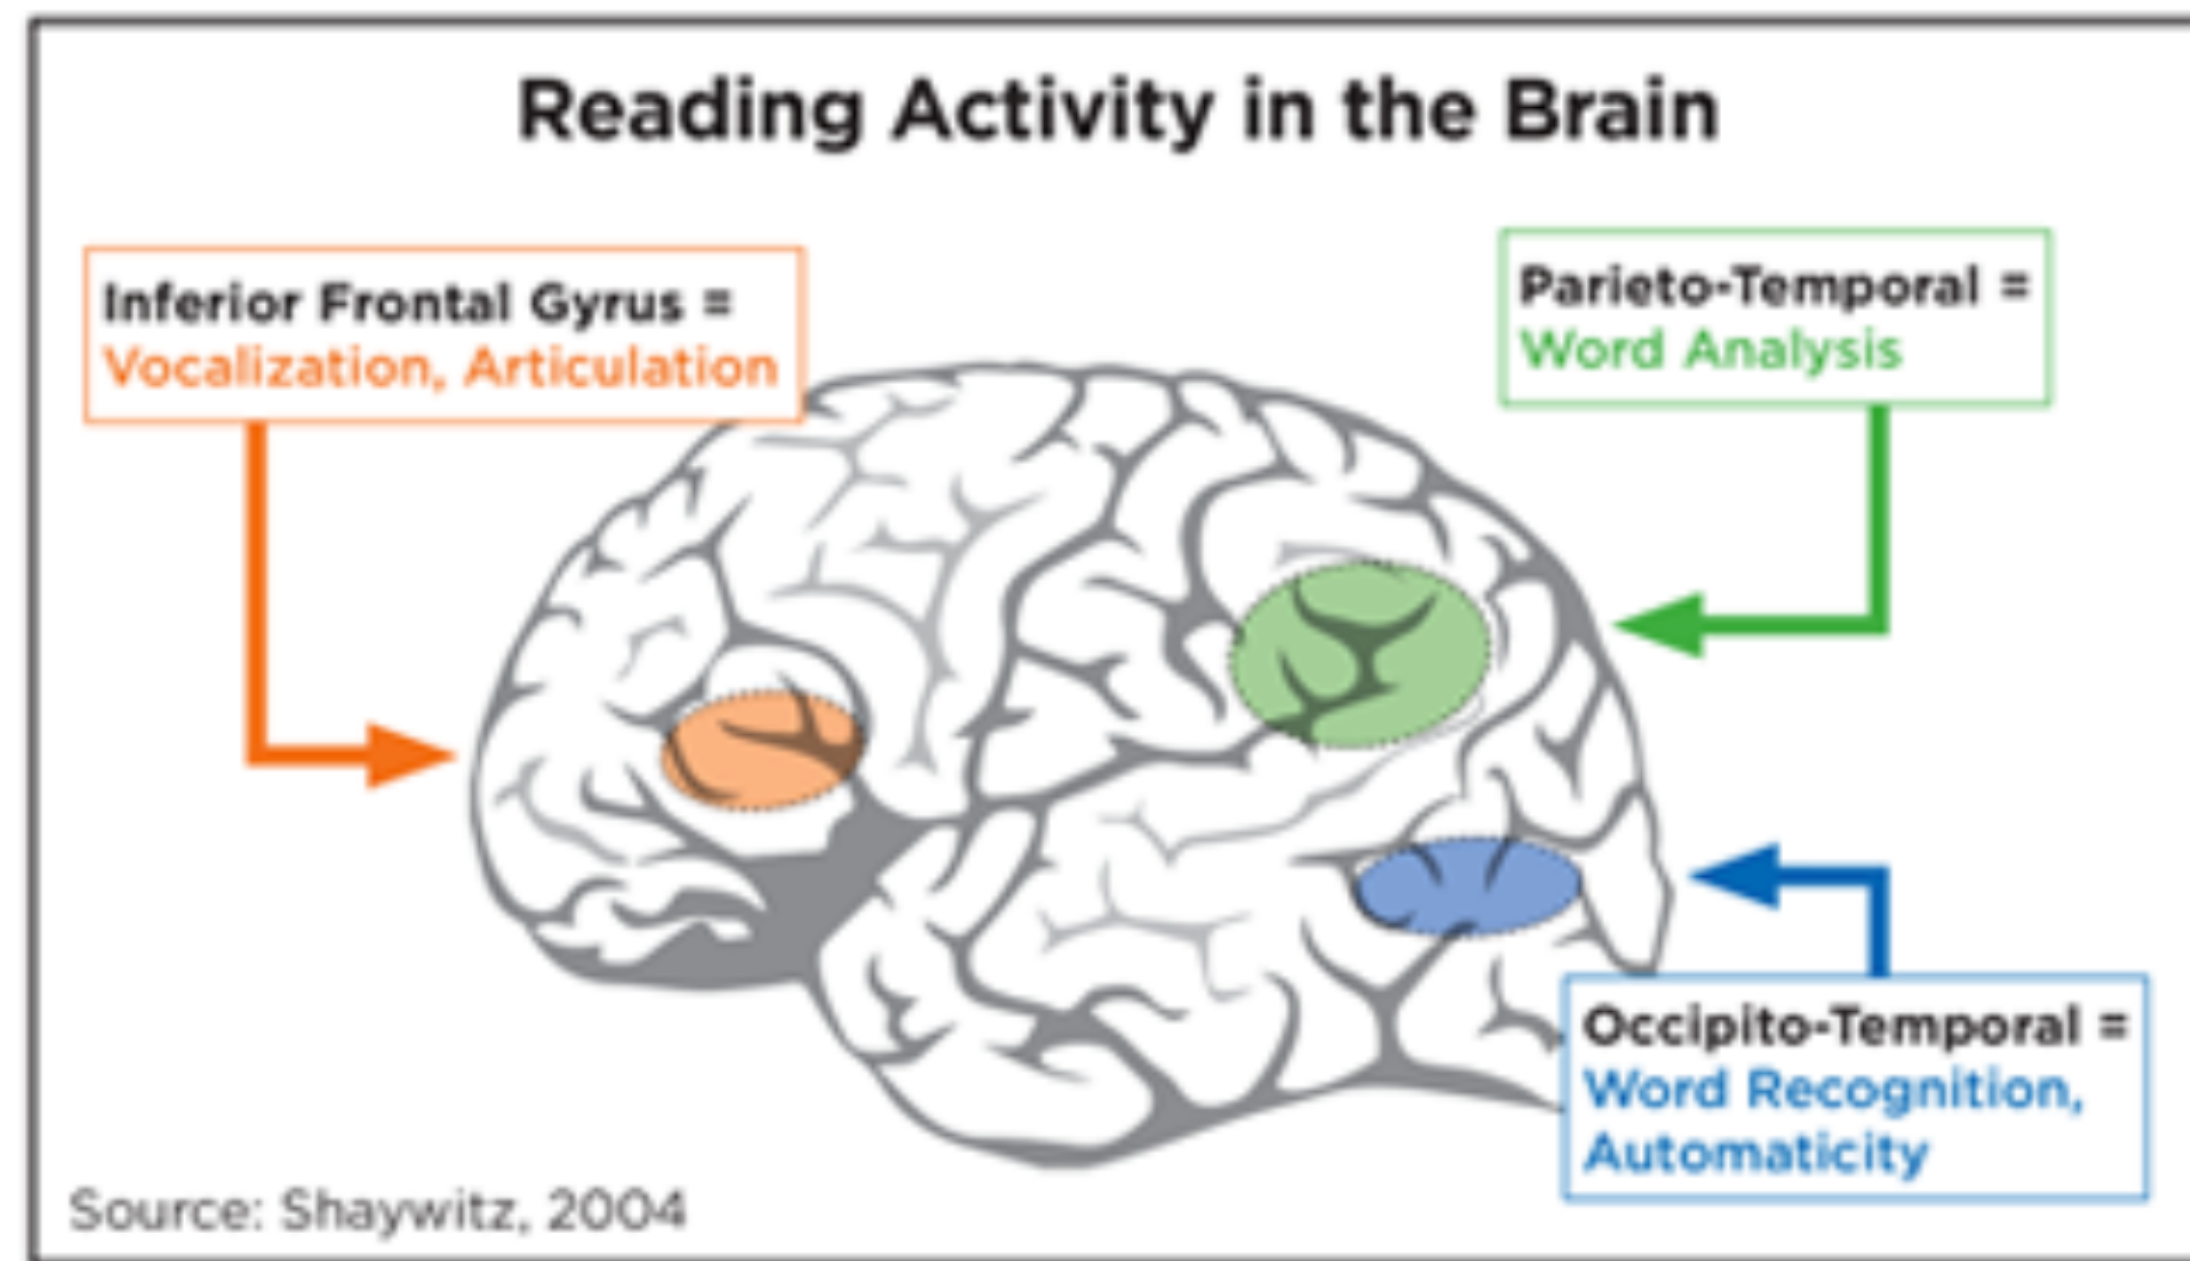 Reading Activity in the Brain
Inferior Frontal Gyrus =
Vocalization, Articulation
Parieto-Temporal =
Word Analysis
Occipito-Temporal =
Word Recognition,
Automaticity
Source: Shaywitz, 2004